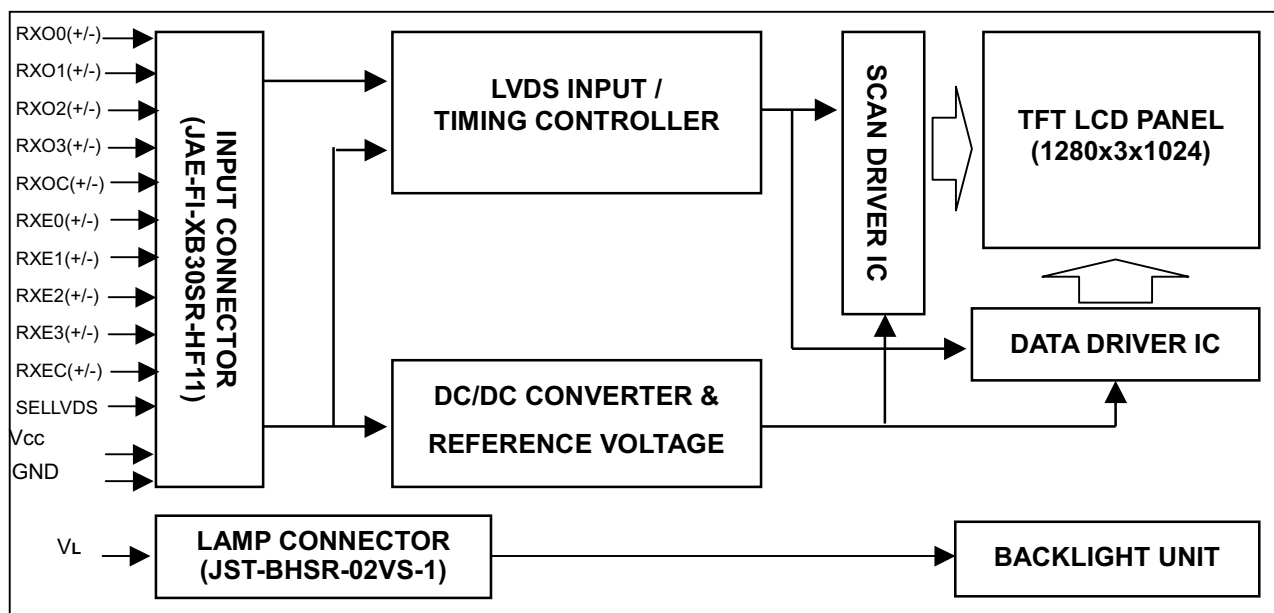 RXO0(+/-)
RXO1(+/-)
RXO2(+/-)
RXO3(+/-)
RXOC(+/-)
RXE0(+/-)
RXE1(+/-)
RXE2(+/-)
RXE3(+/-)
RXEC(+/-)
SELLVDS
Vcc
GND
INPUT CONNECTOR
(JAE-FI-XB30SR-HF11)
LVDS INPUT /
TIMING CONTROLLER
DC/DC CONVERTER &
REFERENCE VOLTAGE
SCAN DRIVER IC
TFT LCD PANEL
(1280x3x1024)
DATA DRIVER IC
VL
LAMP CONNECTOR
(JST-BHSR-02VS-1)
BACKLIGHT UNIT